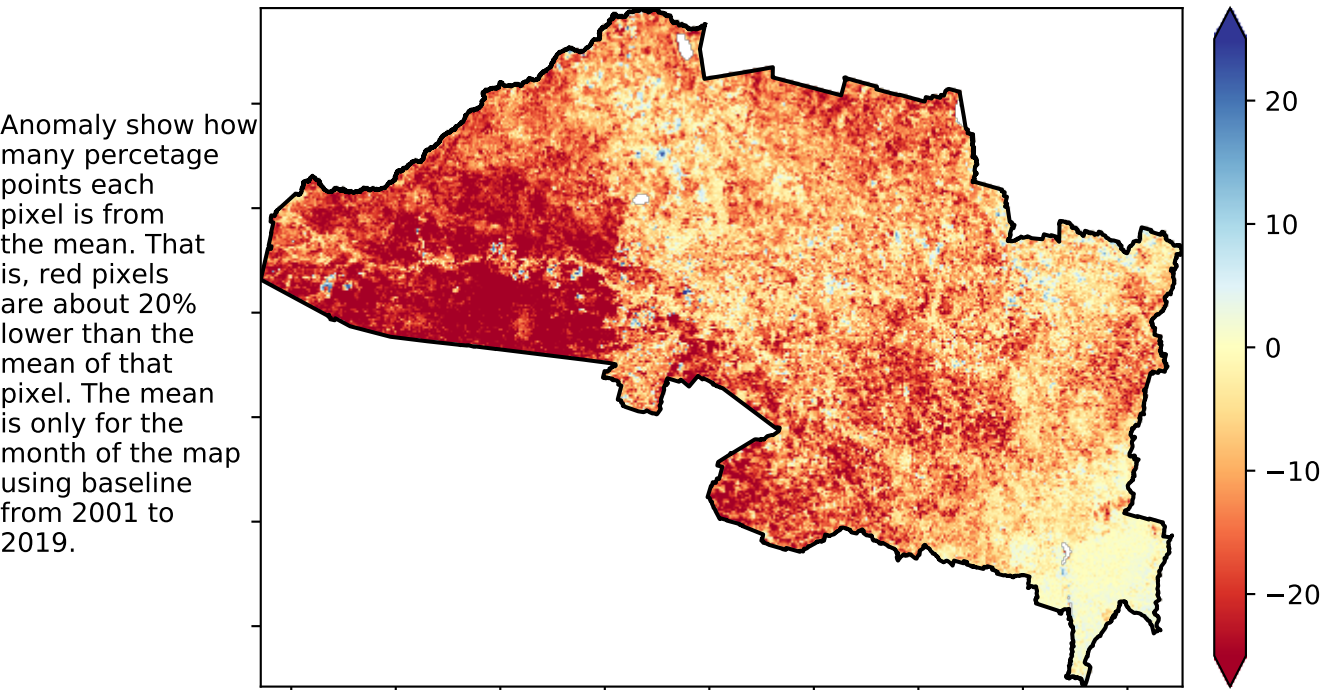 Anomaly show how
many percetage
points each
pixel is from
the mean. That
is, red pixels
are about 20%
lower than the
mean of that
pixel. The mean
is only for the
month of the map
using baseline
from 2001 to
2019.
20
10
0
−10
−20